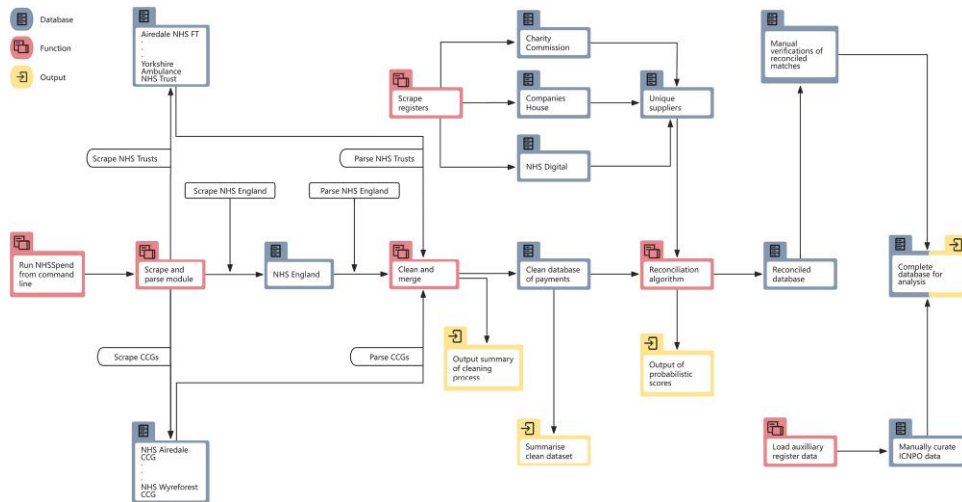 Database
Function
Output
Airedale NHS FT
.
.
.
Yorkshire
Ambulance
NHS Trust
Scrape NHS Trusts
Parse NHS Trusts
Scrape NHS England
Parse NHS England
Scrape
registers
Charity
Commission
Companies
House
NHS Digital
Unique
suppliers
Manual
verifications of
reconciled
matches
Run NHSSpend
from command
line
Scrape and
parse module
NHS England
Clean and
merge
Clean database
of payments
Reconciliation
algorithm
Reconciled
database
Complete
database for
analysis
Scrape CCGs
Parse CCGs
Output summary
of cleaning
process
Output of
probabilistic
scores
Summarise
clean dataset
Load auxilliary
register data
Manually curate
ICNPO data
NHS Airedale
CCG
.
.
.
NHS Wyreforest
CCG